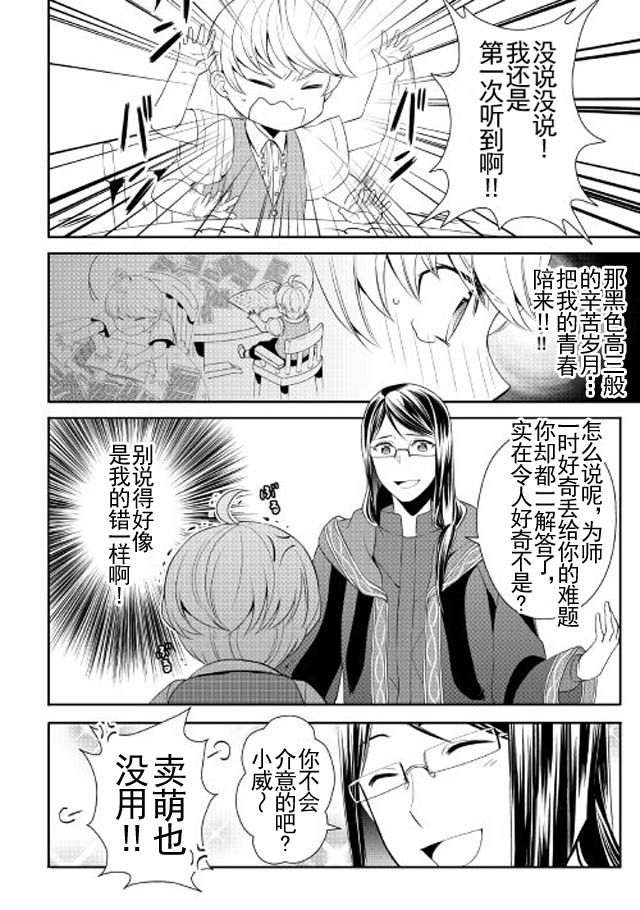 没说没说！
我还是
第一次听到啊!!
那黑色高三般
的辛苦岁月…
把我的青春
陪来!!!!
怎么说呢，为师
一时好奇丢给你的难题
你却都一一解答了，
实在令人好奇不是？
别说得好像
是我的错一样啊！
ぶる
ぶる
你不会
介意的吧？
小威～
卖萌也
没用!!